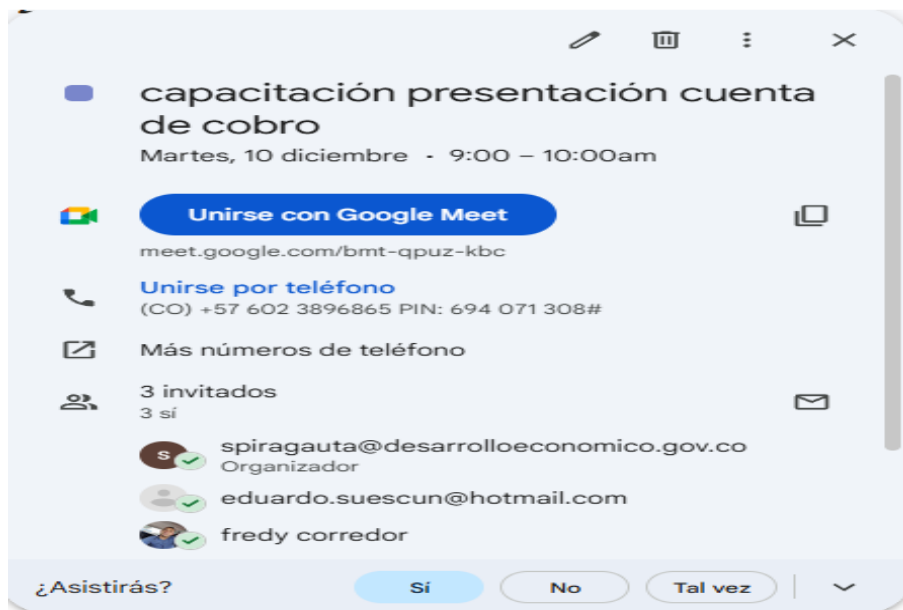 capacitación presentación cuenta
de cobro
Martes, 10 diciembre · 9:00 – 10:00am
Unirse con Google Meet
meet.google.com/bmt-qpuz-kbc
Unirse por teléfono
(CO) +57 602 3896865 PIN: 694 071 308#
Más números de teléfono
3 invitados
3 sí
S spiragauta@desarrolloeconomico.gov.co
Organizador
eduardo.suescun@hotmail.com
fredy corredor
¿Asistirás? Sí No Tal vez